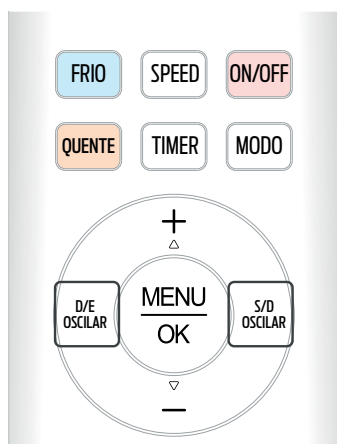 FRIO SPEED ON/OFF
QUENTE TIMER MODO
+
D/E
OSCILAR
MENU
OK
S/D
OSCILAR
−